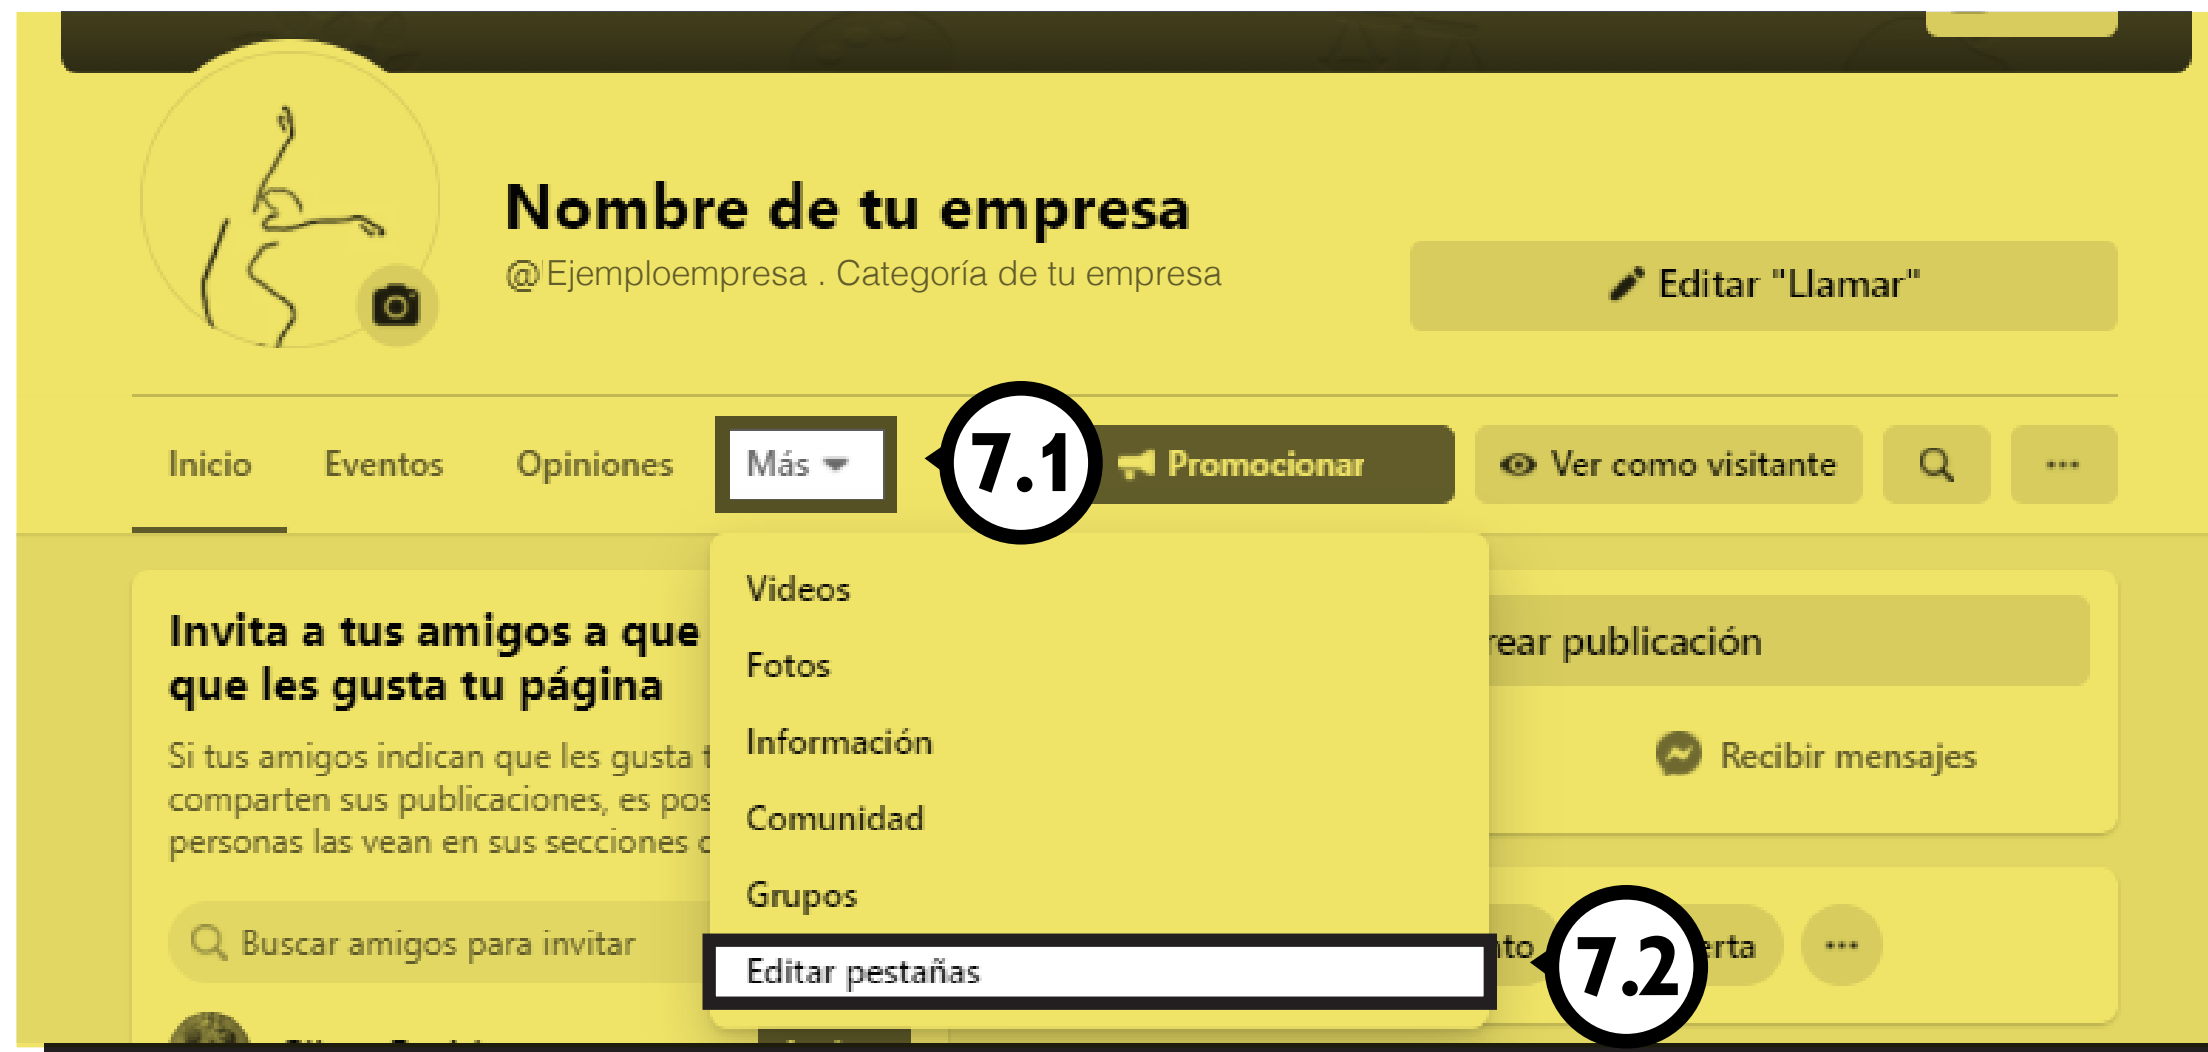 Nombre de tu empresa
@Ejemploempresa . Categoría de tu empresa
Editar "Llamar"
Inicio
Eventos
Opiniones
Más
7.1
Promocionar
Ver como visitante
Videos
Fotos
Información
Comunidad
Grupos
Editar pestañas
7.2
Invita a tus amigos a que
que les gusta tu página
Si tus amigos indican que les gusta t
comparten sus publicaciones, es pos
personas las vean en sus secciones
Buscar amigos para invitar
rear publicación
Recibir mensajes
nto
erta